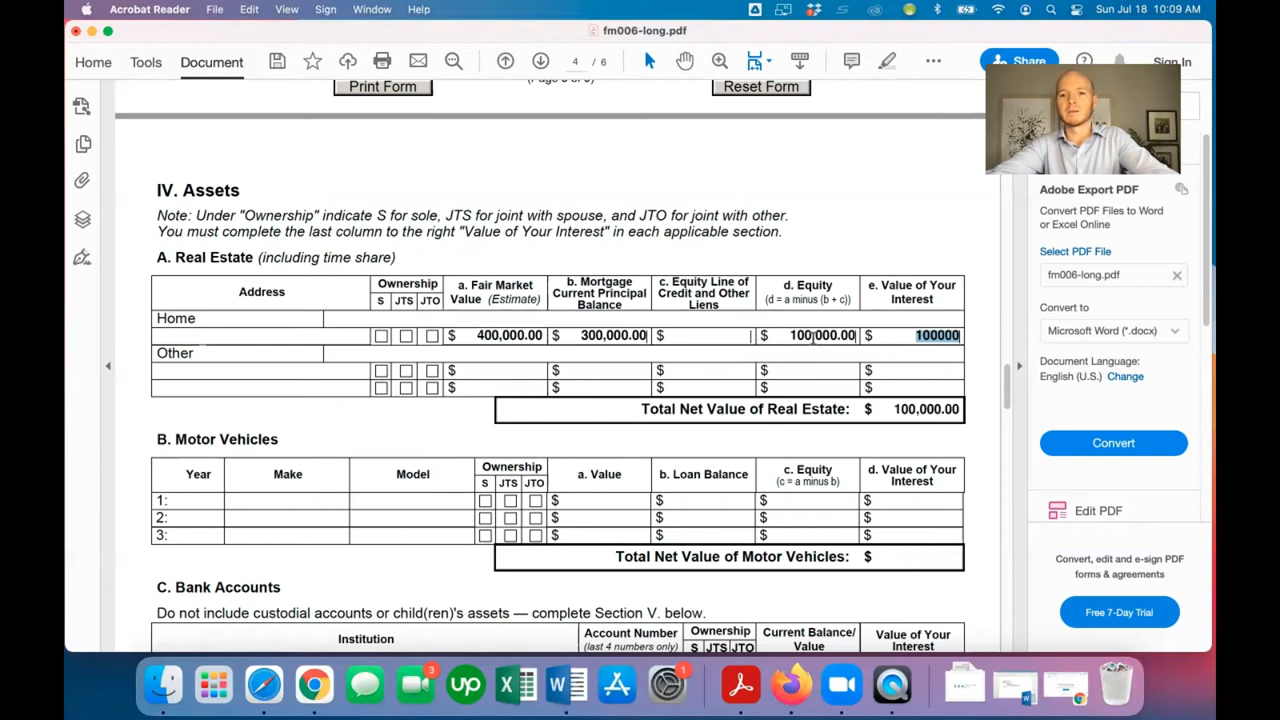 Acrobat Reader File Edit View Sign Window Help Sun Jul 18 10:09 AM
fm006-long.pdf
Home Tools Document 4 / 6 Share Sign In
Print Form Reset Form
IV. Assets
Note: Under "Ownership" indicate S for sole, JTS for joint with spouse, and JTO for joint with other.
You must complete the last column to the right "Value of Your Interest" in each applicable section.
A. Real Estate (including time share)
Address Ownership S JTS JTO a. Fair Market Value (Estimate) b. Mortgage Current Principal Balance c. Equity Line of Credit and Other Liens d. Equity (d = a minus (b + c)) e. Value of Your Interest
Home
$ 400,000.00 $ 300,000.00 $ $ 100,000.00 $ 100000
Other
$ $ $ $ $
$ $ $ $ $
Total Net Value of Real Estate: $ 100,000.00
B. Motor Vehicles
Year Make Model Ownership S JTS JTO a. Value b. Loan Balance c. Equity (c = a minus b) d. Value of Your Interest
1: $ $ $ $
2: $ $ $ $
3: $ $ $ $
Total Net Value of Motor Vehicles: $
C. Bank Accounts
Do not include custodial accounts or child(ren)'s assets — complete Section V. below.
Institution Account Number (last 4 numbers only) Ownership S JTS JTO Current Balance/ Value Value of Your Interest
Adobe Export PDF
Convert PDF Files to Word
or Excel Online
Select PDF File
fm006-long.pdf
Convert to
Microsoft Word (*.docx)
Document Language:
English (U.S.) Change
Convert
Edit PDF
Convert, edit and e-sign PDF
forms & agreements
Free 7-Day Trial
3
1
up
X
W